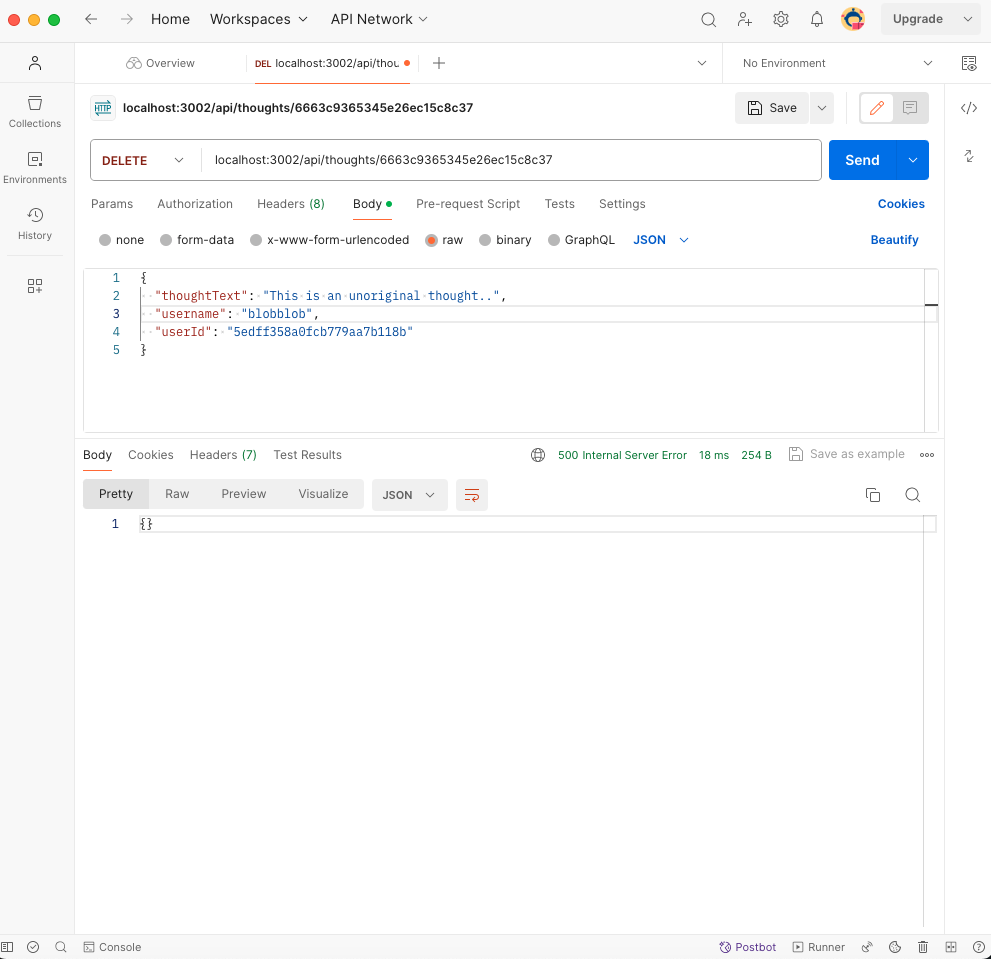 Home Workspaces API Network Upgrade
Overview DEL localhost:3002/api/thou No Environment
HTTP localhost:3002/api/thoughts/6663c9365345e26ec15c8c37 Save
Collections
DELETE localhost:3002/api/thoughts/6663c9365345e26ec15c8c37 Send
Environments
Params Authorization Headers (8) Body Pre-request Script Tests Settings Cookies
History
none form-data x-www-form-urlencoded raw binary GraphQL JSON Beautify
1 {
2 "thoughtText": "This is an unoriginal thought..",
3 "username": "blobblob",
4 "userId": "5edff358a0fcb779aa7b118b"
5 }
Body Cookies Headers (7) Test Results 500 Internal Server Error 18 ms 254 B Save as example
Pretty Raw Preview Visualize JSON
1 {}
Console Postbot Runner